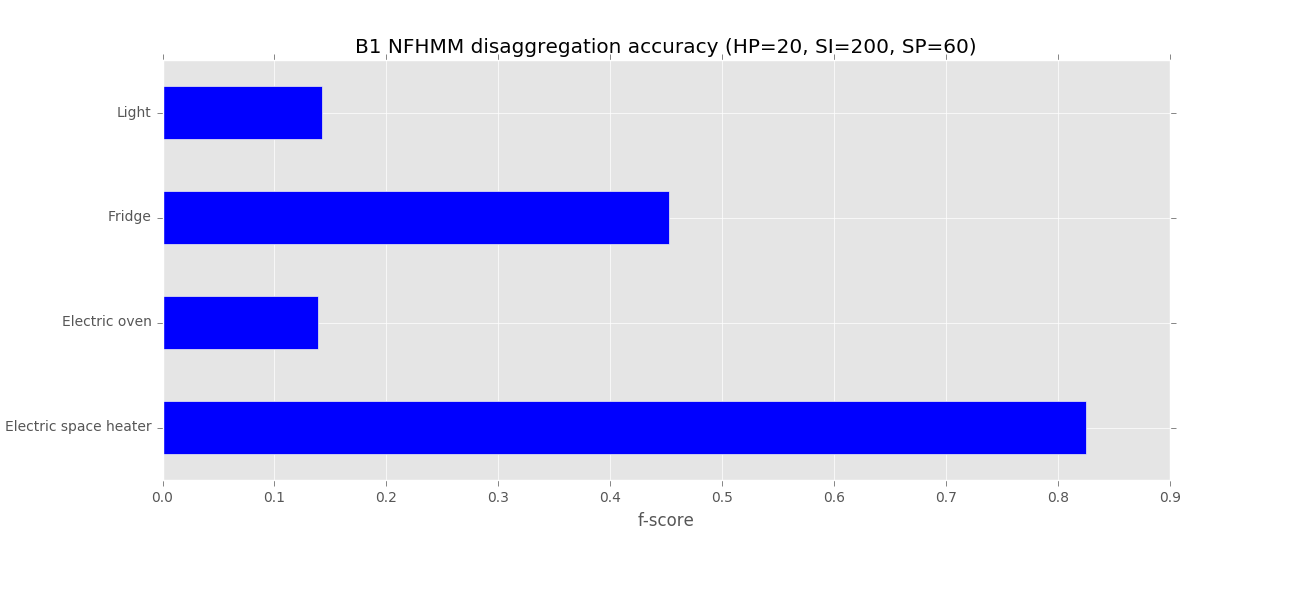 B1 NFHMM disaggregation accuracy (HP=20, SI=200, SP=60)
Light
Fridge
Electric oven
Electric space heater
0.0 0.1 0.2 0.3 0.4 0.5 0.6 0.7 0.8 0.9
f-score